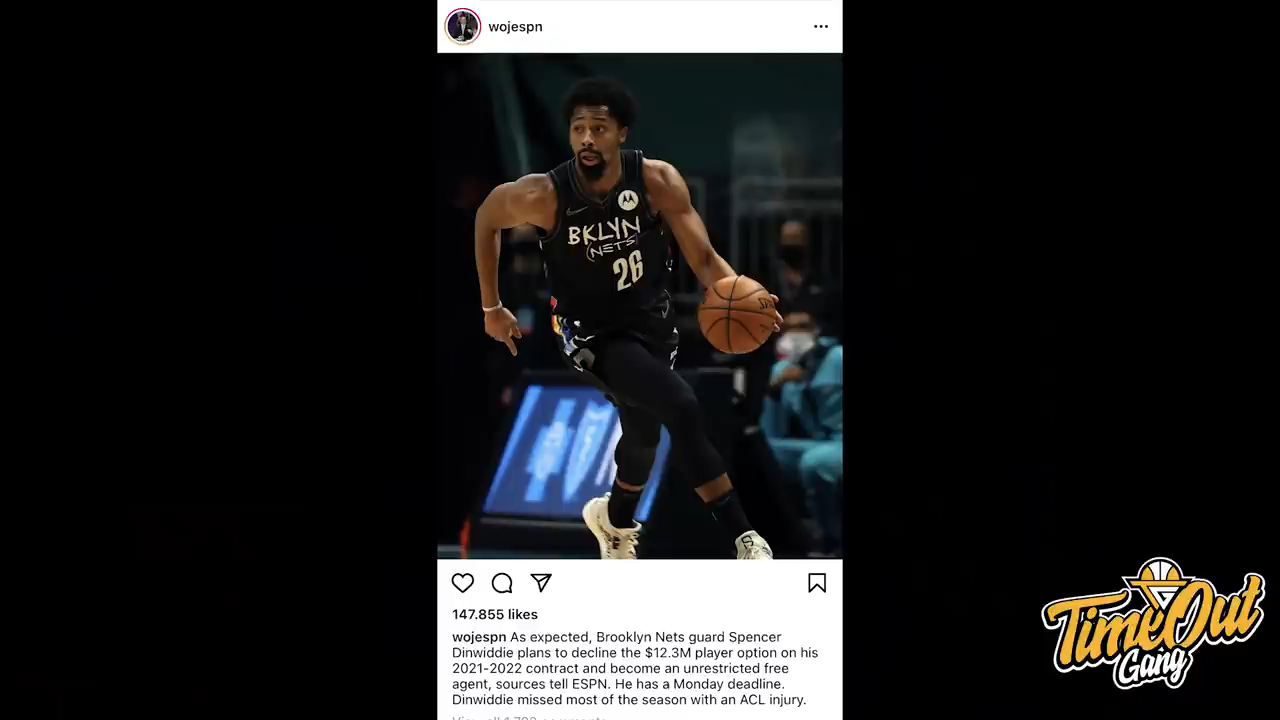 wojespn
BKLYN
NETS
26
147.855 likes
wojespn As expected, Brooklyn Nets guard Spencer
Dinwiddie plans to decline the $12.3M player option on his
2021-2022 contract and become an unrestricted free
agent, sources tell ESPN. He has a Monday deadline.
Dinwiddie missed most of the season with an ACL injury.
TimeOut
Gang